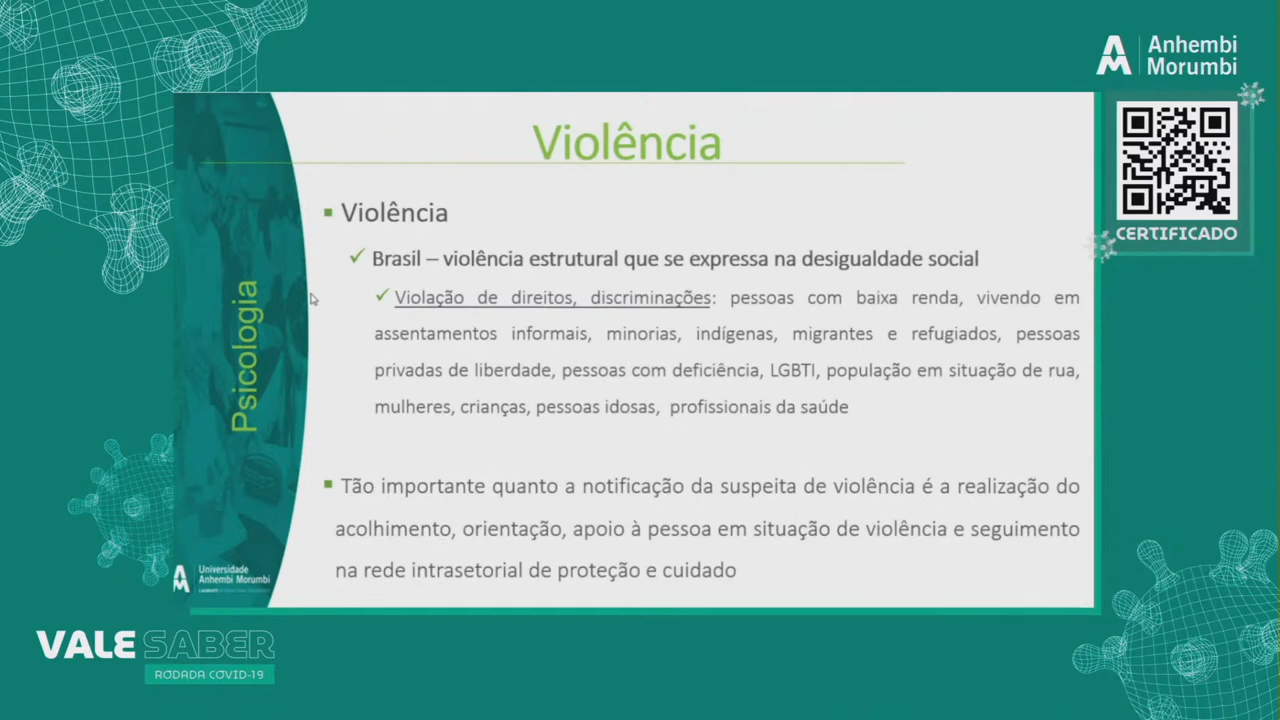 Anhembi
Morumbi
Violência
CERTIFICADO
Violência
Brasil – violência estrutural que se expressa na desigualdade social
Violação de direitos, discriminações: pessoas com baixa renda, vivendo em
assentamentos informais, minorias, indígenas, migrantes e refugiados, pessoas
privadas de liberdade, pessoas com deficiência, LGBTI, população em situação de rua,
mulheres, crianças, pessoas idosas, profissionais da saúde
Tão importante quanto a notificação da suspeita de violência é a realização do
acolhimento, orientação, apoio à pessoa em situação de violência e seguimento
na rede intrasetorial de proteção e cuidado
Psicologia
Universidade
Anhembi Morumbi
VALE SABER
RODADA COVID-19